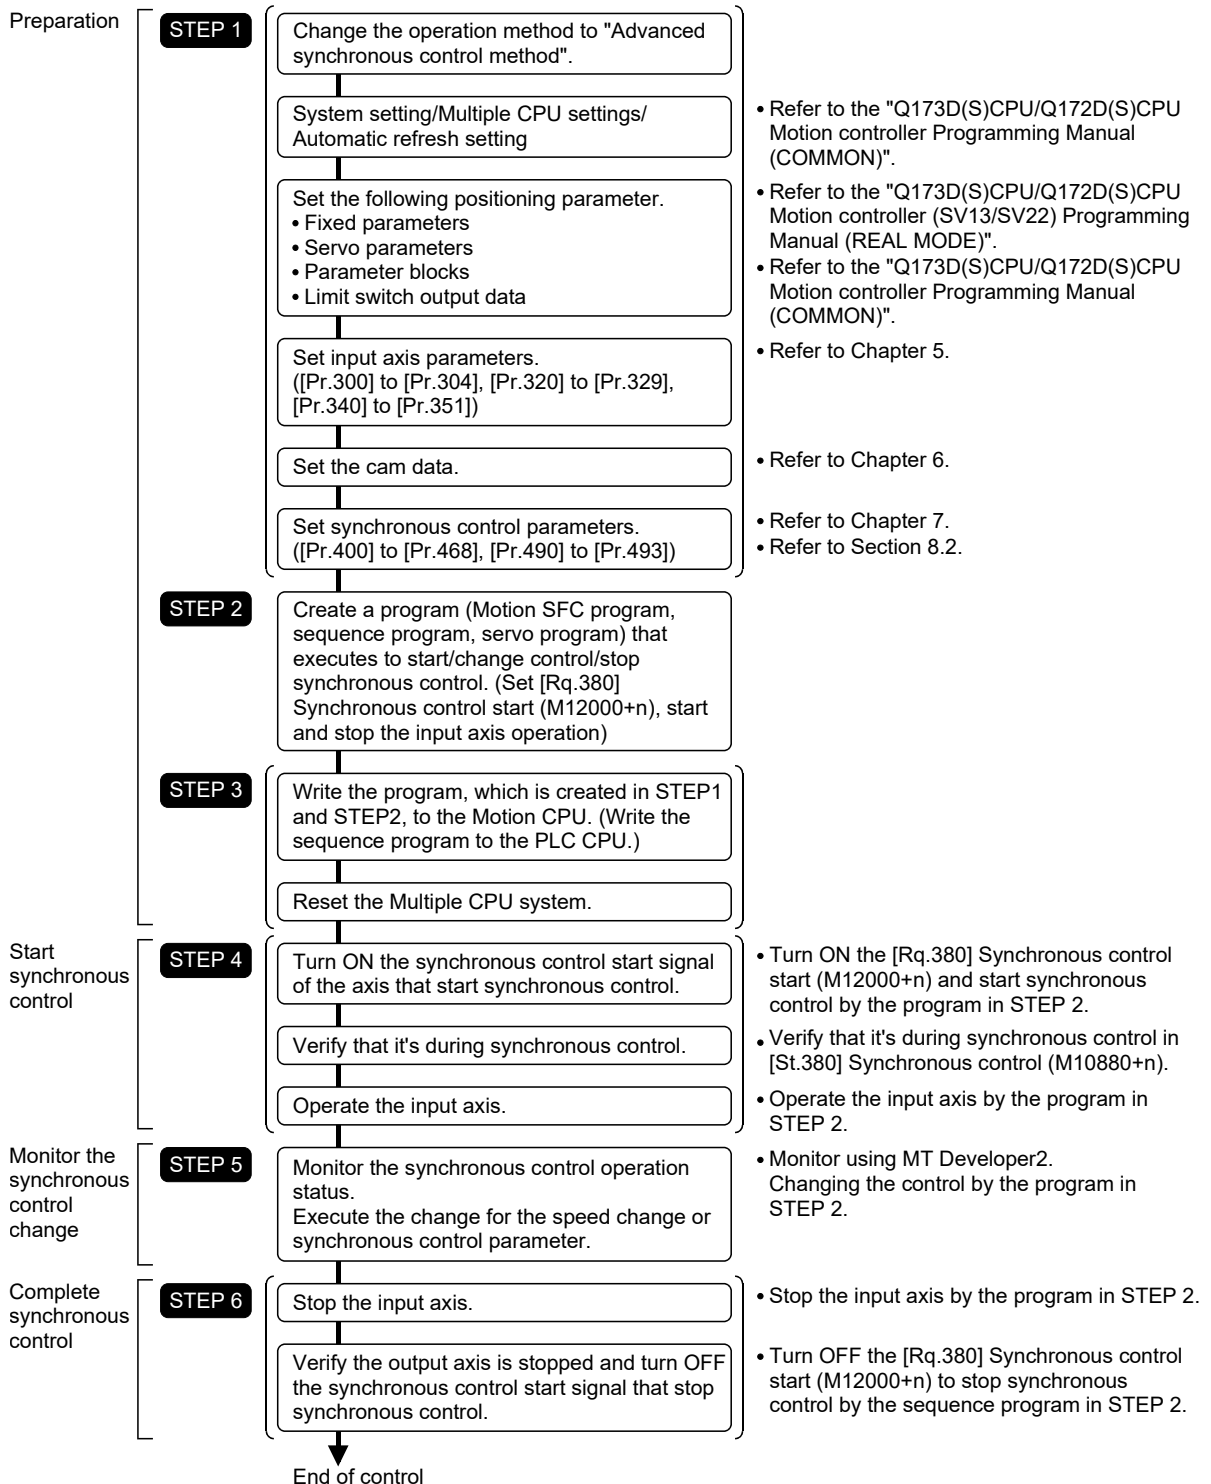 Preparation
STEP 1
Change the operation method to "Advanced
synchronous control method".
System setting/Multiple CPU settings/
Automatic refresh setting
• Refer to the "Q173D(S)CPU/Q172D(S)CPU
Motion controller Programming Manual
(COMMON)".
Set the following positioning parameter.
• Fixed parameters
• Servo parameters
• Parameter blocks
• Limit switch output data
• Refer to the "Q173D(S)CPU/Q172D(S)CPU
Motion controller (SV13/SV22) Programming
Manual (REAL MODE)".
• Refer to the "Q173D(S)CPU/Q172D(S)CPU
Motion controller Programming Manual
(COMMON)".
Set input axis parameters.
([Pr.300] to [Pr.304], [Pr.320] to [Pr.329],
[Pr.340] to [Pr.351])
• Refer to Chapter 5.
Set the cam data.
• Refer to Chapter 6.
Set synchronous control parameters.
([Pr.400] to [Pr.468], [Pr.490] to [Pr.493])
• Refer to Chapter 7.
• Refer to Section 8.2.
STEP 2
Create a program (Motion SFC program,
sequence program, servo program) that
executes to start/change control/stop
synchronous control. (Set [Rq.380]
Synchronous control start (M12000+n), start
and stop the input axis operation)
STEP 3
Write the program, which is created in STEP1
and STEP2, to the Motion CPU. (Write the
sequence program to the PLC CPU.)
Reset the Multiple CPU system.
Start
synchronous
control
STEP 4
Turn ON the synchronous control start signal
of the axis that start synchronous control.
• Turn ON the [Rq.380] Synchronous control
start (M12000+n) and start synchronous
control by the program in STEP 2.
Verify that it's during synchronous control.
• Verify that it's during synchronous control in
[St.380] Synchronous control (M10880+n).
Operate the input axis.
• Operate the input axis by the program in
STEP 2.
Monitor the
synchronous
control
change
STEP 5
Monitor the synchronous control operation
status.
Execute the change for the speed change or
synchronous control parameter.
• Monitor using MT Developer2.
Changing the control by the program in
STEP 2.
Complete
synchronous
control
STEP 6
Stop the input axis.
• Stop the input axis by the program in STEP 2.
Verify the output axis is stopped and turn OFF
the synchronous control start signal that stop
synchronous control.
• Turn OFF the [Rq.380] Synchronous control
start (M12000+n) to stop synchronous
control by the sequence program in STEP 2.
End of control